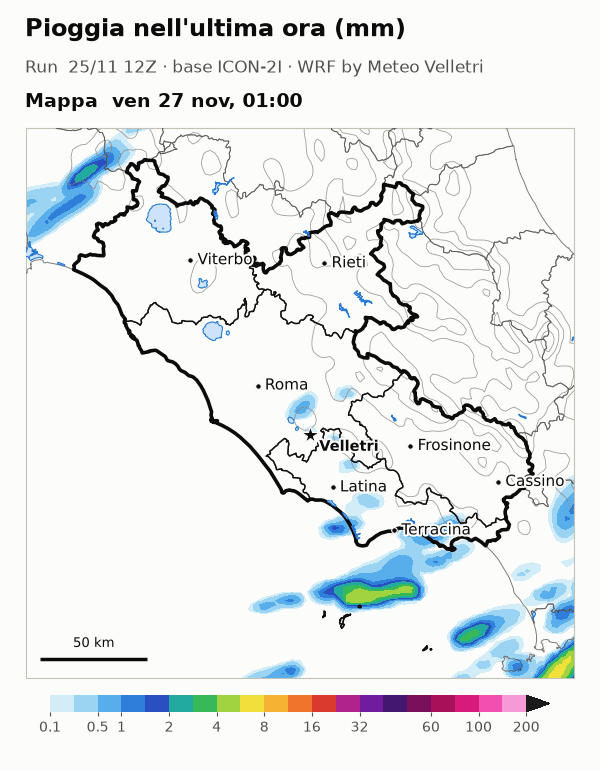 Pioggia nell'ultima ora (mm)
Run 25/11 12Z · base ICON-2I · WRF by Meteo Velletri
Mappa ven 27 nov, 01:00
Viterbo
Rieti
Roma
Velletri
Frosinone
Latina
Cassino
Terracina
50 km
0.1 0.5 1 2 4 8 16 32 60 100 200